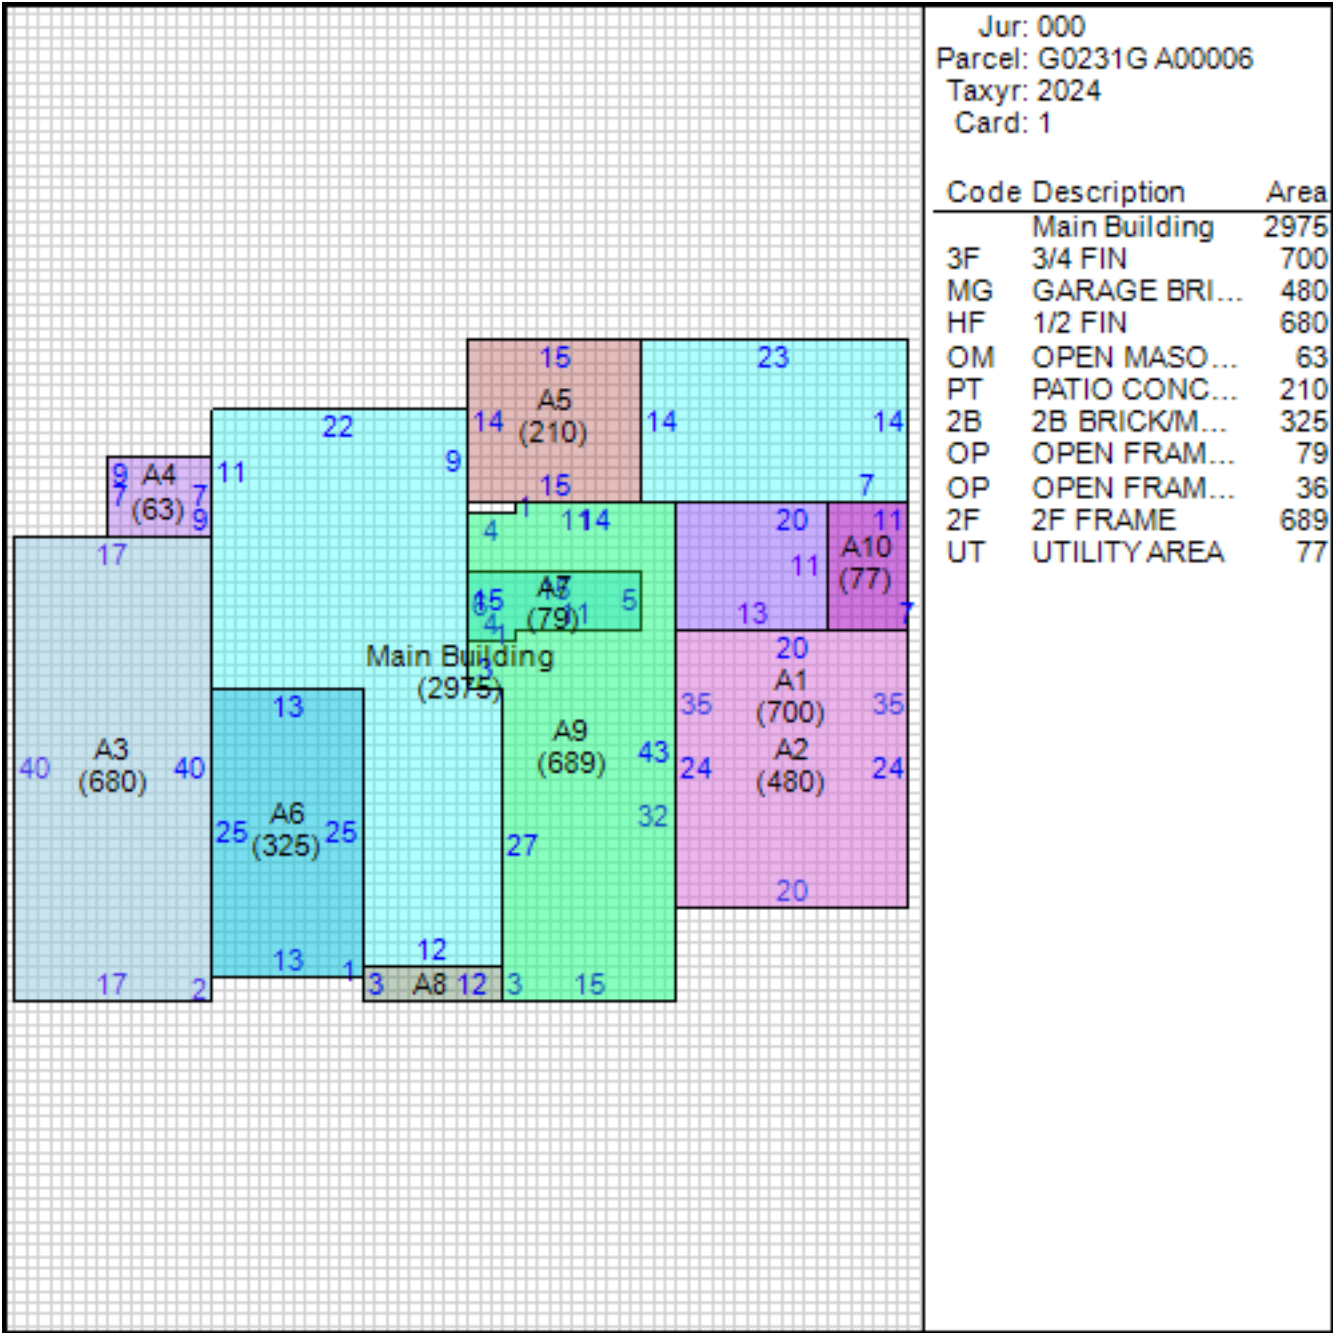 Jur: 000
Parcel: G0231G A00006
Taxyr: 2024
Card: 1
Code Description Area
Main Building 2975
3F 3/4 FIN 700
MG GARAGE BRI... 480
HF 1/2 FIN 680
OM OPEN MASO... 63
PT PATIO CONC... 210
2B 2B BRICK/M... 325
OP OPEN FRAM... 79
OP OPEN FRAM... 36
2F 2F FRAME 689
UT UTILITY AREA 77
15 23
A5
(210)
14 14 14
22
9
11
15 7
9 A4
7 7
(63) 9
1 11 14 20 11
4
A10
(77)
17
11
A7
(79)
15 11 5
4 1
13 7
Main Building
(2975)
3
20
A1
(700)
35 35
13
A9
(689)
43
A3
(680)
40 40
A2
(480)
24 24
A6
(325)
25 25
32
27
20
12
13 1
17 2
3 A8 12 3 15